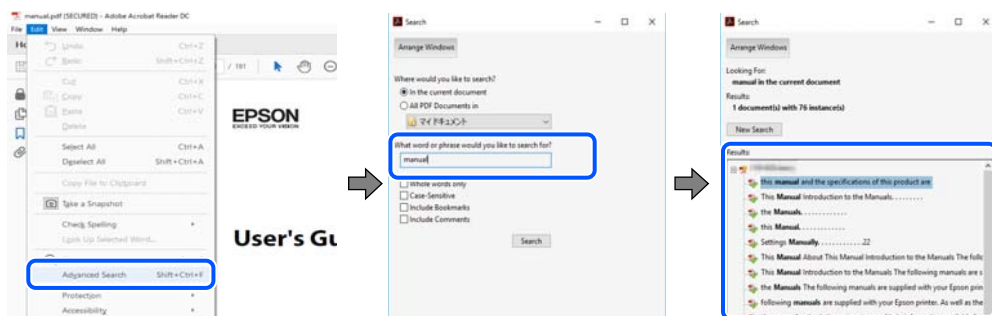 manual.pdf (SECURED) - Adobe Acrobat Reader DC
File Edit View Window Help
Undo Ctrl+Z
Redo Shift+Ctrl+Z
Cut Ctrl+X
Copy Ctrl+C
Paste Ctrl+V
Delete
Select All Ctrl+A
Deselect All Shift+Ctrl+A
Copy File to Clipboard
Take a Snapshot
Check Spelling
Look Up Selected Word...
Advanced Search Shift+Ctrl+F
Protection
Accessibility
/ 181
EPSON
EXCEED YOUR VISION
User's Gu
Search
Arrange Windows
Where would you like to search?
In the current document
All PDF Documents in
マイドキュメント
What word or phrase would you like to search for?
manual
Whole words only
Case-Sensitive
Include Bookmarks
Include Comments
Search
Search
Arrange Windows
Looking For:
manual in the current document
Results:
1 document(s) with 76 instance(s)
New Search
Results:
this manual and the specifications of this product are
This Manual Introduction to the Manuals. . . . . . . . .
the Manuals. . . . . . . . . . . .
this Manual. . . . . . . . . . . .
Settings Manually. . . . . . . . . . . .22
This Manual About This Manual Introduction to the Manuals The follo
This Manual Introduction to the Manuals The following manuals are s
the Manuals The following manuals are supplied with your Epson prin
following manuals are supplied with your Epson printer. As well as the